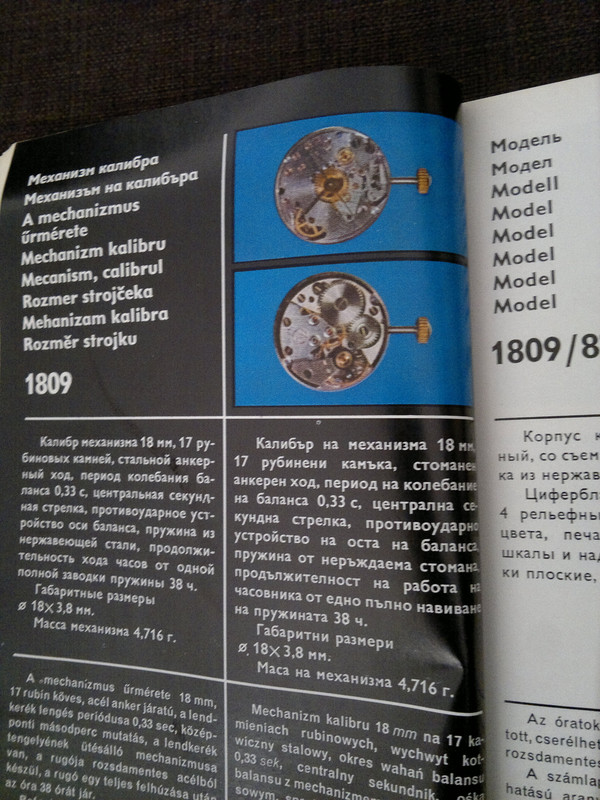 Механизм калибра
Механизъм на калибъра
A mechanizmus
űrmérete
Mechanizm kalibru
Mecanism, calibrul
Rozmer strojčeka
Mehanizam kalibra
Rozměr strojku
1809
Калибр механизма 18 мм, 17 ру-
биновых камней, стальной анкер-
ный ход, период колебания ба-
ланса 0,33 с, центральная секунд-
ная стрелка, противоударное уст-
ройство оси баланса, пружина из
нержавеющей стали, продолжи-
тельность хода часов от одной
полной заводки пружины 38 ч.
Габаритные размеры
ø 18×3,8 мм.
Масса механизма 4,716 г.
Калибър на механизма 18 мм,
17 рубинени камъка, стоманен
анкерен ход, период на колебание
на баланса 0,33 с, централна се-
кундна стрелка, противоударно
устройство на оста на баланса,
пружина от неръждаема стомана,
продължителност на работа на
часовника от едно пълно навиване
на пружината 38 ч.
Габаритни размери
ø 18×3,8 мм.
Маса на механизма 4,716 г.
A mechanizmus űrmérete 18 mm,
17 rubin köves, acél anker járatú, a lend-
kerék lengés periódusa 0,33 sec, közép-
ponti másodperc mutatás, a lendkerék
tengelyének ütésálló mechanizmusa
van, a rugója rozsdamentes acélból
készül, a rugó egy teljes felhúzása után
az óra 38 órát jár.
Mechanizm kalibru 18 mm na 17 ka-
mieniach rubinowych, wychwyt kot-
wiczny stalowy, okres wahań balansu
0,33 sek, centralny sekundnik,
balansu z mechanizmem
Модель
Модел
Modell
Model
Model
Model
Model
Model
1809/8
Корпус
ный, со съем
ка из нержав
Цифербл
4 рельефны
цвета, печа
шкалы и над
ки плоские,
Az óratok
tott, cserélhet
rozsdamentes
A számlap
hatású aran